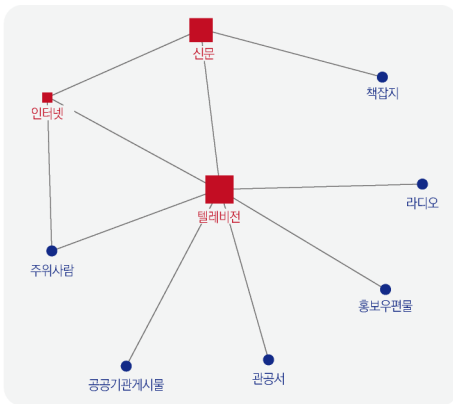 신문
책잡지
인터넷
라디오
텔레비전
주위사람
홍보우편물
관공서
공공기관게시물